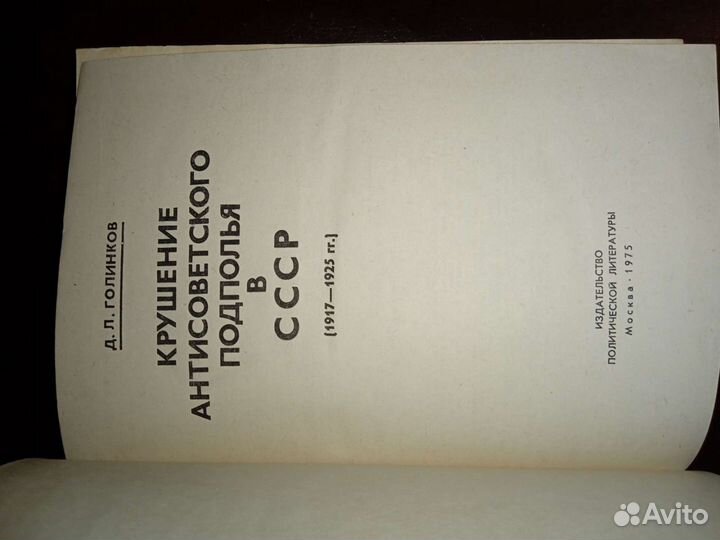 Д. Л. ГОЛИНКОВ
КРУШЕНИЕ
АНТИСОВЕТСКОГО
ПОДПОЛЬЯ
В
СССР
(1917—1925 гг.)
ИЗДАТЕЛЬСТВО
ПОЛИТИЧЕСКОЙ ЛИТЕРАТУРЫ
Москва · 1975
Avito